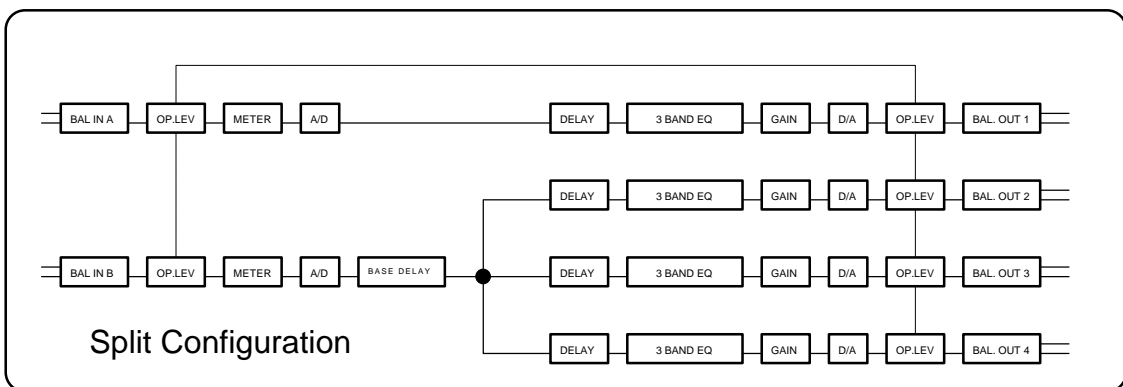 BAL IN A OP.LEV METER A/D DELAY 3 BAND EQ GAIN D/A OP.LEV BAL. OUT 1
DELAY 3 BAND EQ GAIN D/A OP.LEV BAL. OUT 2
BAL IN B OP.LEV METER A/D BASE DELAY DELAY 3 BAND EQ GAIN D/A OP.LEV BAL. OUT 3
Split Configuration DELAY 3 BAND EQ GAIN D/A OP.LEV BAL. OUT 4